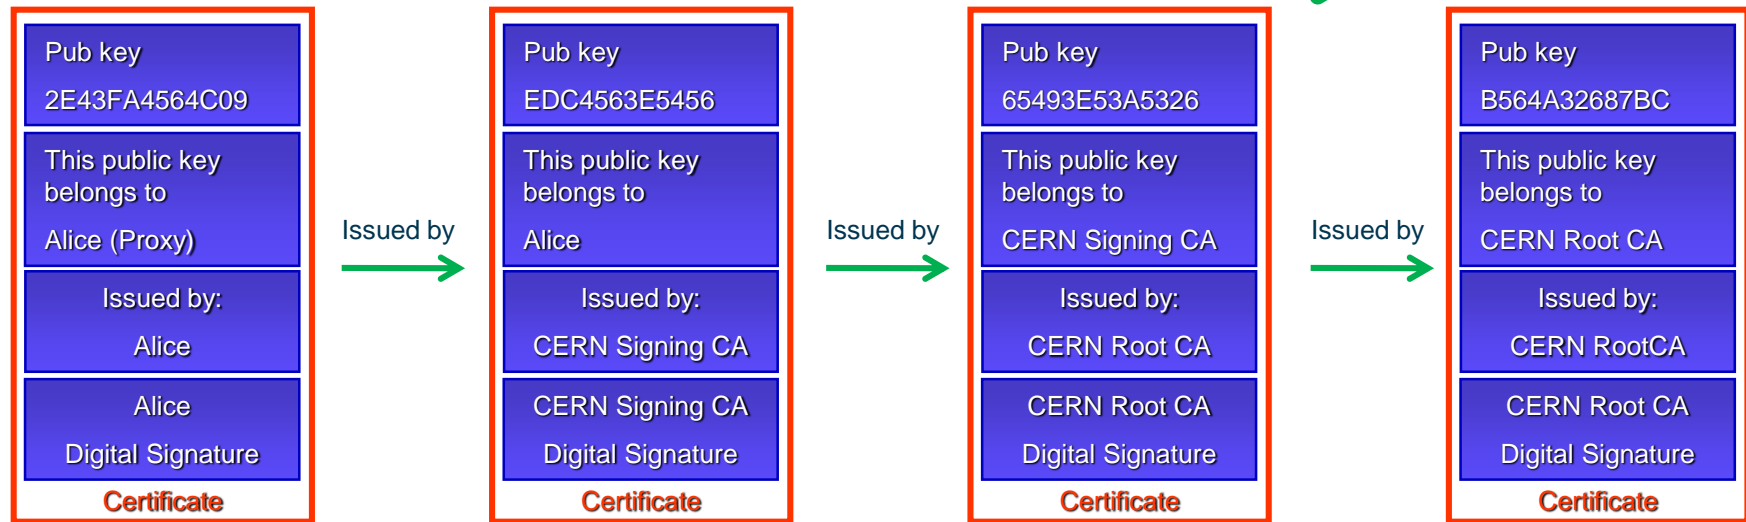 Pub key
2E43FA4564C09
This public key
belongs to
Alice (Proxy)
Issued by:
Alice
Alice
Digital Signature
Certificate
Issued by
Pub key
EDC4563E5456
This public key
belongs to
Alice
Issued by:
CERN Signing CA
CERN Signing CA
Digital Signature
Certificate
Issued by
Pub key
65493E53A5326
This public key
belongs to
CERN Signing CA
Issued by:
CERN Root CA
CERN Root CA
Digital Signature
Certificate
Issued by
Pub key
B564A32687BC
This public key
belongs to
CERN Root CA
Issued by:
CERN RootCA
CERN Root CA
Digital Signature
Certificate